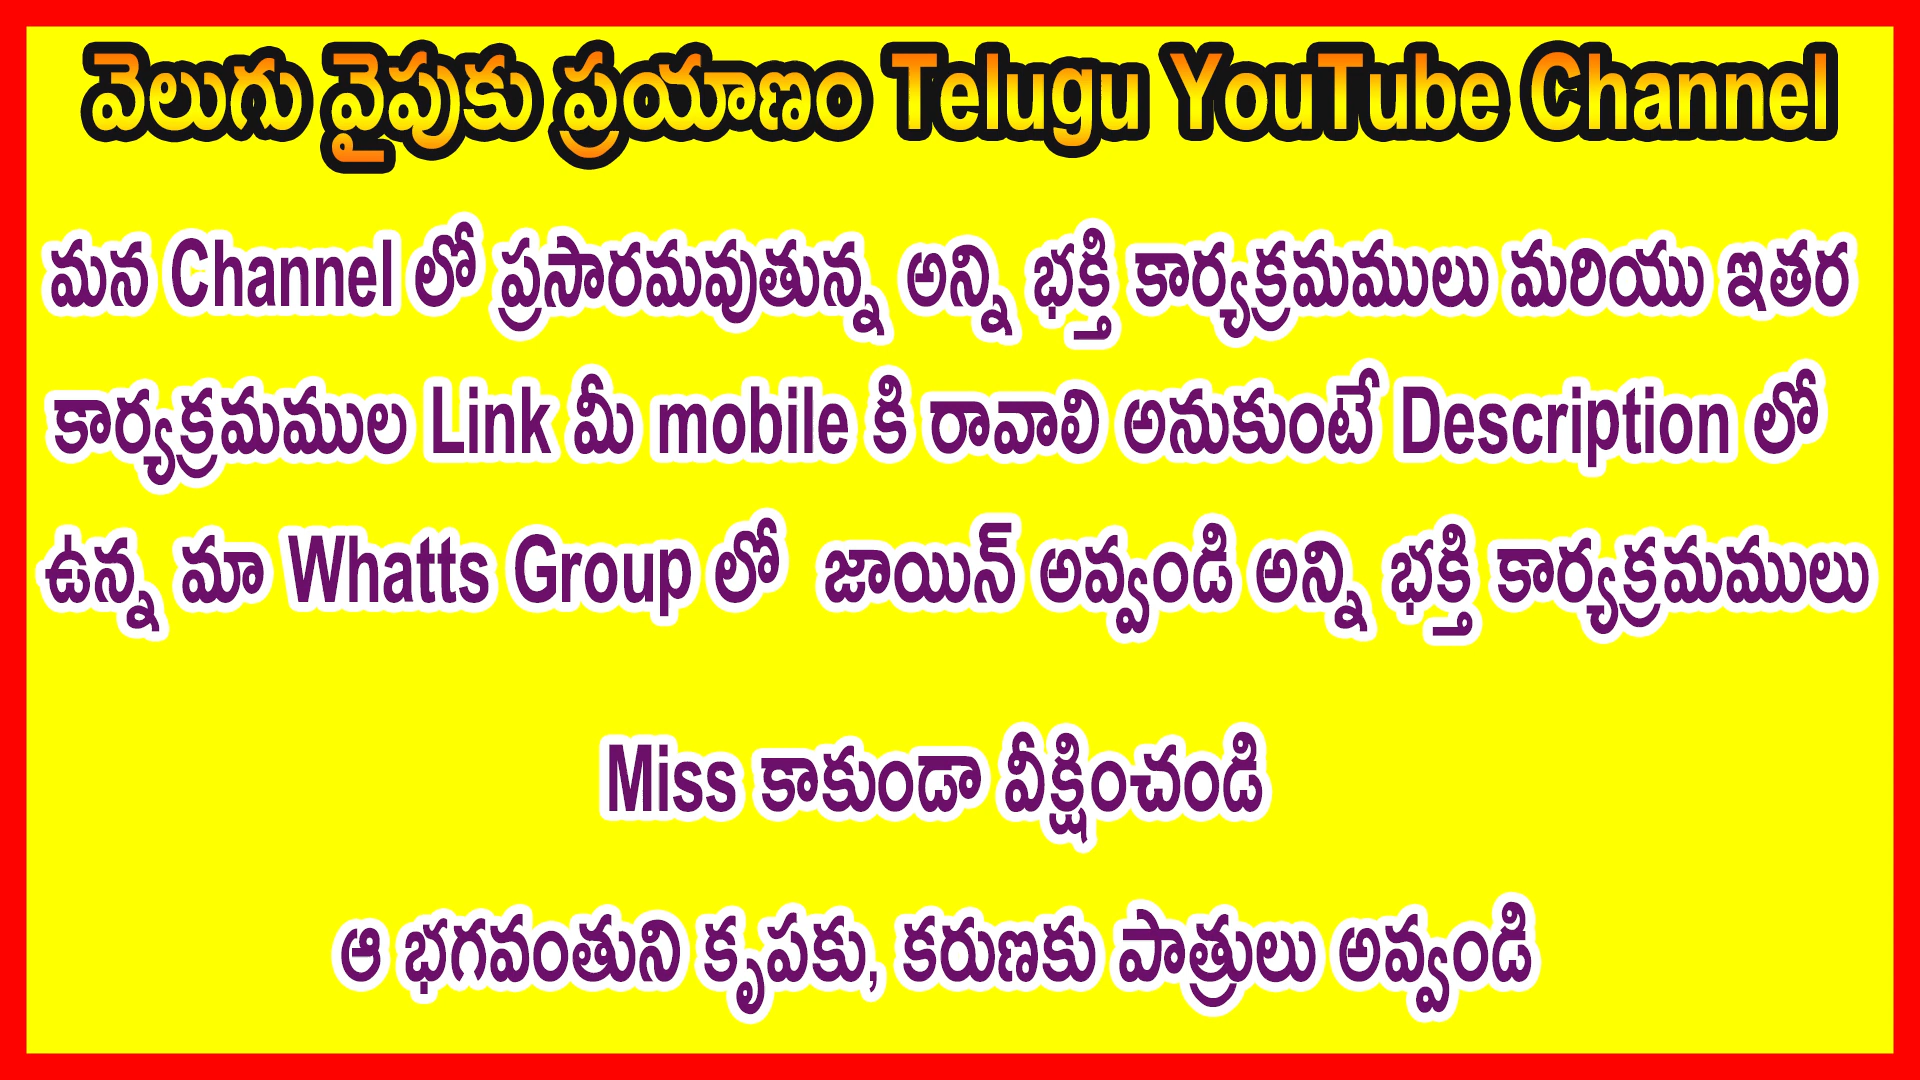 వెలుగు వైపుకు ప్రయాణం Telugu YouTube Channel
మన Channel లో ప్రసారమవుతున్న అన్ని భక్తి కార్యక్రమములు మరియు ఇతర
కార్యక్రమముల Link మీ mobile కి రావాలి అనుకుంటే Description లో
ఉన్న మా Whatts Group లో జాయిన్ అవ్వండి అన్ని భక్తి కార్యక్రమములు
Miss కాకుండా వీక్షించండి
ఆ భగవంతుని కృపకు, కరుణకు పాత్రులు అవ్వండి